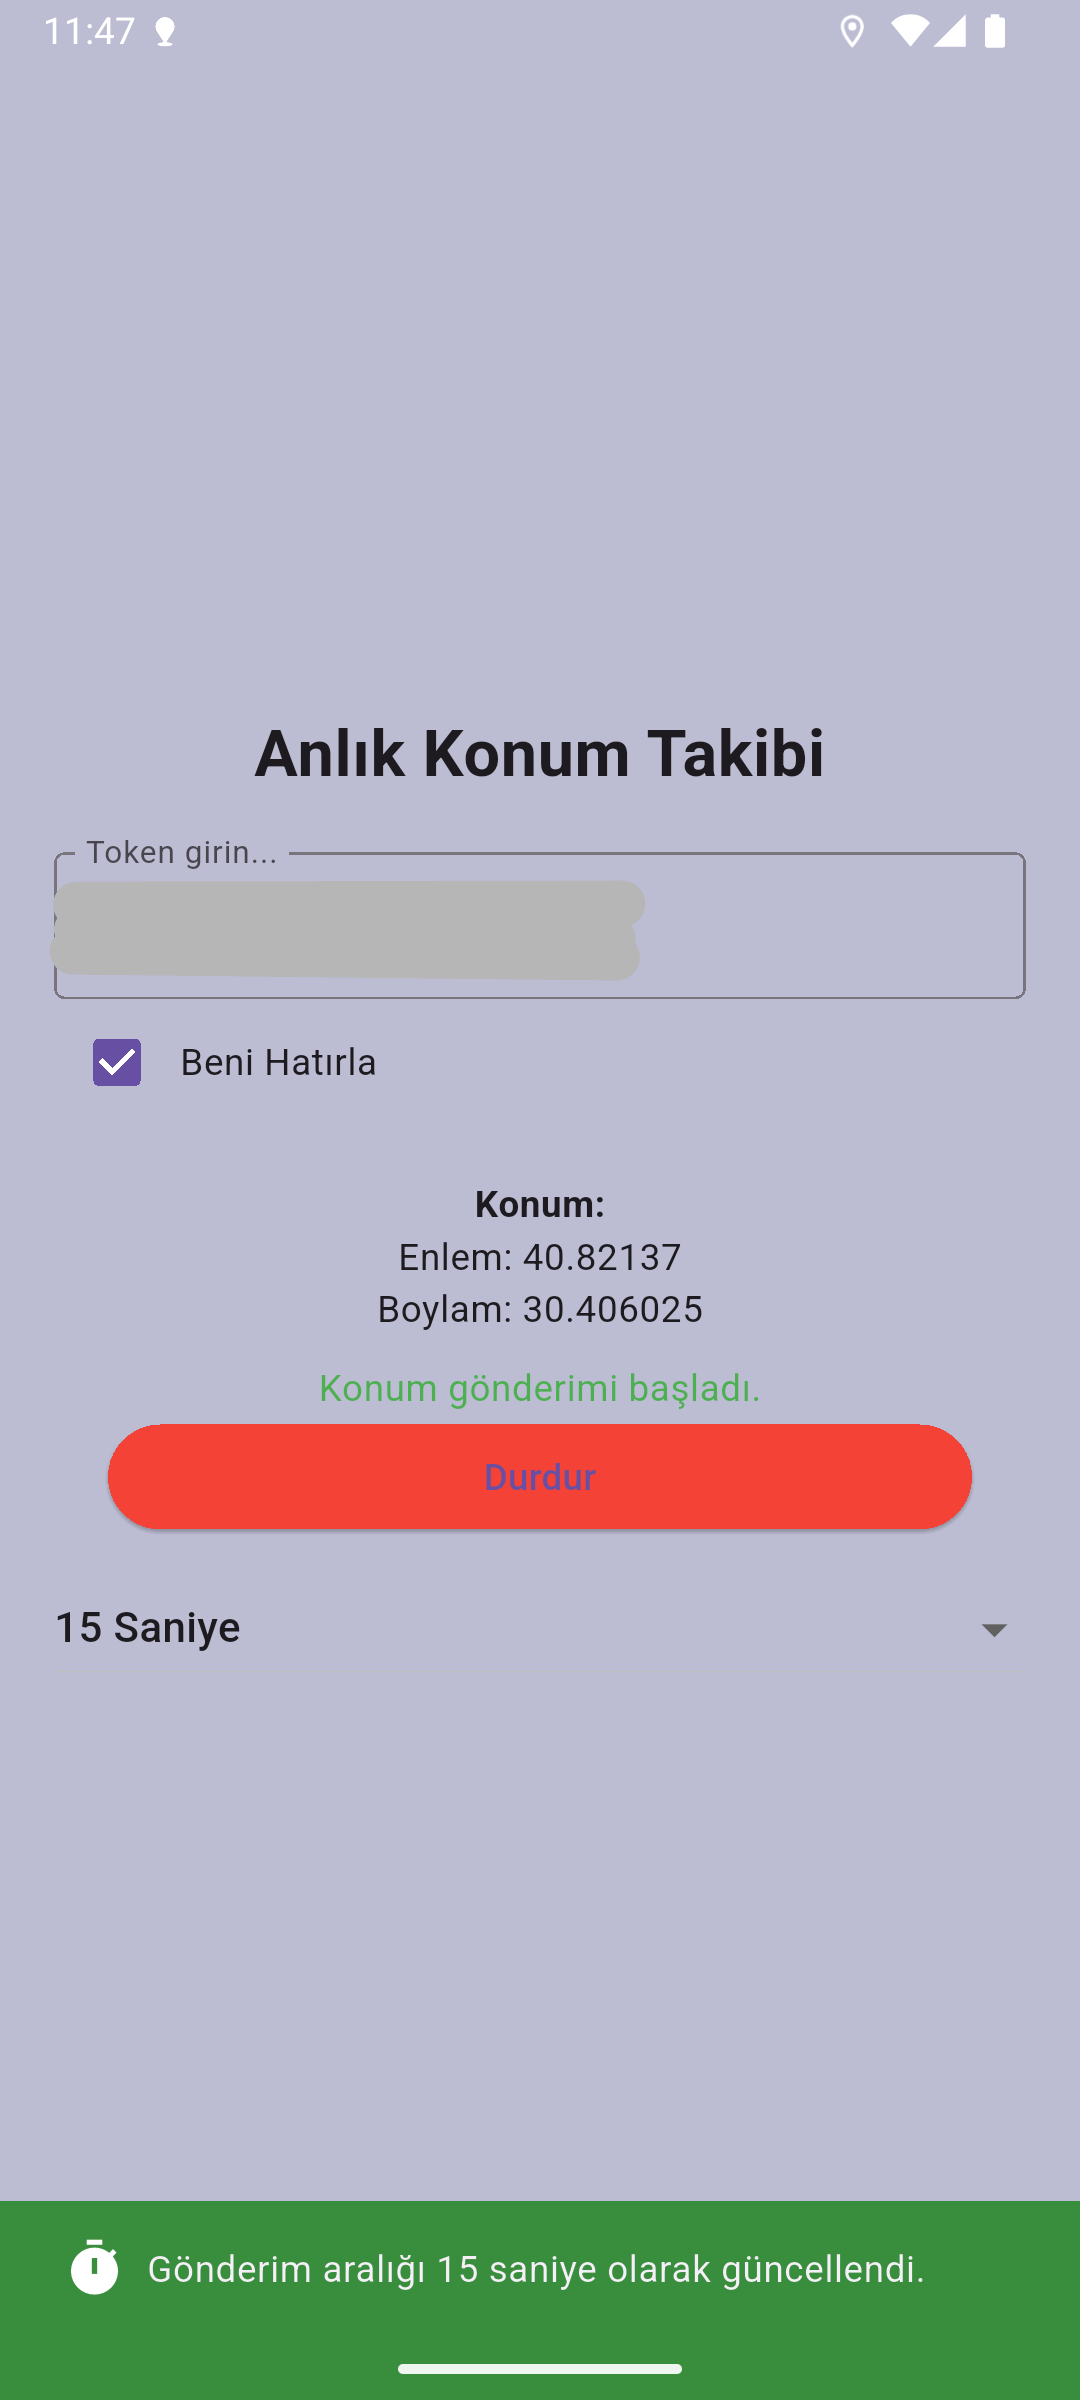 11:47
Anlık Konum Takibi
Token girin...
Beni Hatırla
Konum:
Enlem: 40.82137
Boylam: 30.406025
Konum gönderimi başladı.
Durdur
15 Saniye
Gönderim aralığı 15 saniye olarak güncellendi.